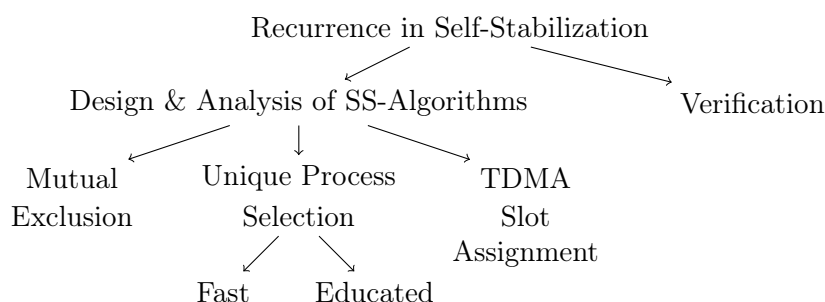 Recurrence in Self-Stabilization
Design & Analysis of SS-Algorithms
Verification
Mutual
Exclusion
Unique Process
Selection
TDMA
Slot
Assignment
Fast
Educated